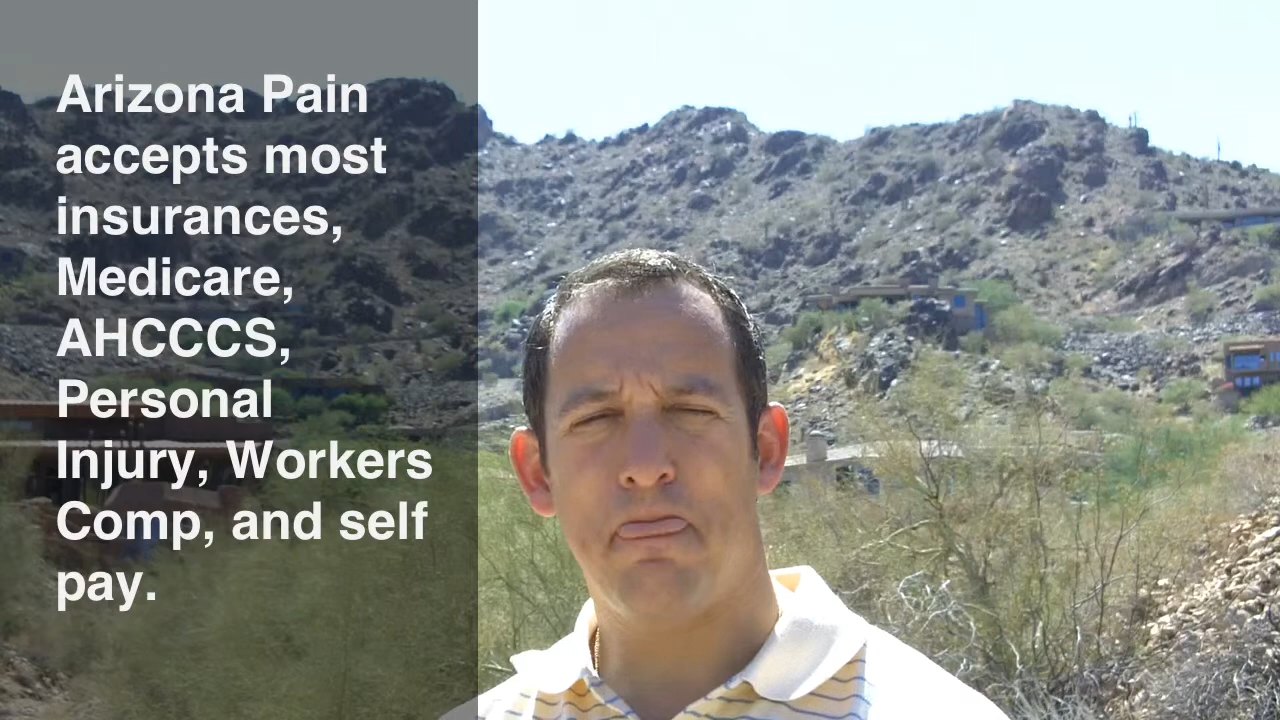 Arizona Pain
accepts most
insurances,
Medicare,
AHCCCS,
Personal
Injury, Workers
Comp, and self
pay.